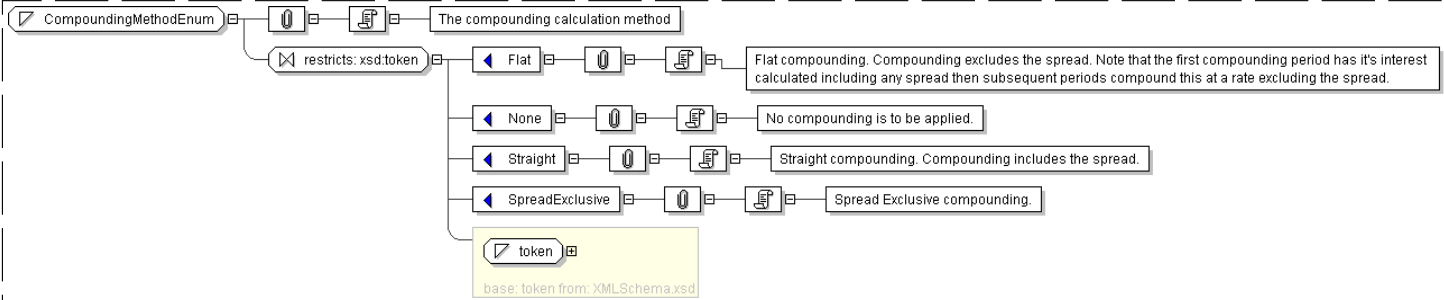 CompoundingMethodEnum
The compounding calculation method
restricts: xsd:token
Flat
Flat compounding. Compounding excludes the spread. Note that the first compounding period has it's interest
calculated including any spread then subsequent periods compound this at a rate excluding the spread.
None
No compounding is to be applied.
Straight
Straight compounding. Compounding includes the spread.
SpreadExclusive
Spread Exclusive compounding.
token
base: token from: XMLSchema.xsd